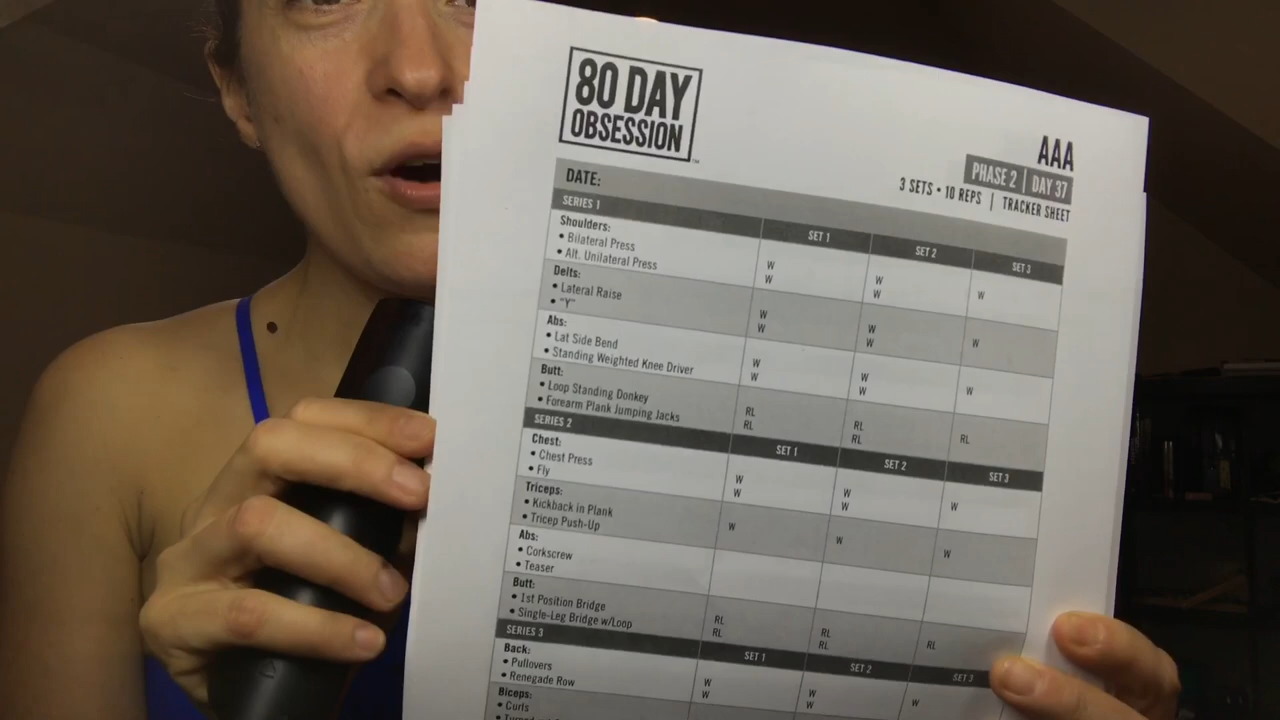 80 DAY
OBSESSION
™
AAA
PHASE 2 | DAY 37
3 SETS • 10 REPS | TRACKER SHEET
DATE:
SERIES 1 SET 1 SET 2 SET 3
Shoulders:
• Bilateral Press W W W
• Alt. Unilateral Press W W
Delts:
• Lateral Raise W W W
• "Y" W W
Abs:
• Lat Side Bend W W W
• Standing Weighted Knee Driver W W
Butt:
• Loop Standing Donkey RL RL RL
• Forearm Plank Jumping Jacks RL RL
SERIES 2 SET 1 SET 2 SET 3
Chest:
• Chest Press W W W
• Fly W W
Triceps:
• Kickback in Plank W W W
• Tricep Push-Up
Abs:
• Corkscrew
• Teaser
Butt:
• 1st Position Bridge RL RL RL
• Single-Leg Bridge w/Loop RL RL
SERIES 3 SET 1 SET 2 SET 3
Back:
• Pullovers W W W
• Renegade Row W W
Biceps:
• Curls